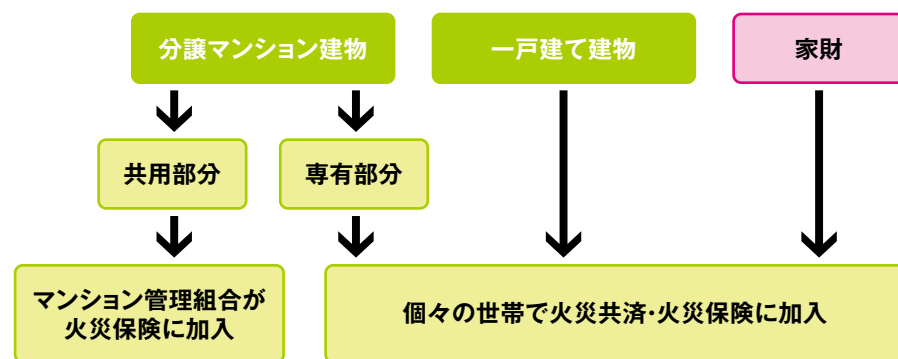 分譲マンション建物
一戸建て建物
家財
共用部分
専有部分
マンション管理組合が
火災保険に加入
個々の世帯で火災共済・火災保険に加入